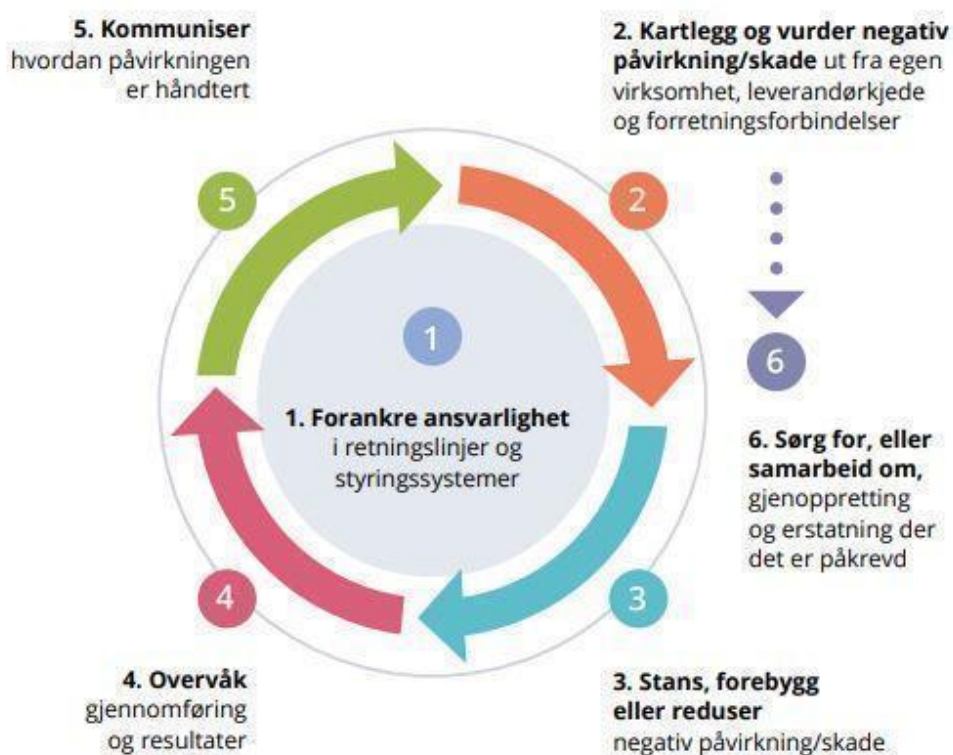 5. Kommuniser
hvordan påvirkningen
er håndtert
2. Kartlegg og vurder negativ
påvirkning/skade ut fra egen
virksomhet, leverandørkjede
og forretningsforbindelser
5
2
1
6
1. Forankre ansvarlighet
i retningslinjer og
styringssystemer
6. Sørg for, eller
samarbeid om,
gjenoppretting
og erstatning der
det er påkrevd
4
3
4. Overvåk
gjennomføring
og resultater
3. Stans, forebygg
eller reduser
negativ påvirkning/skade